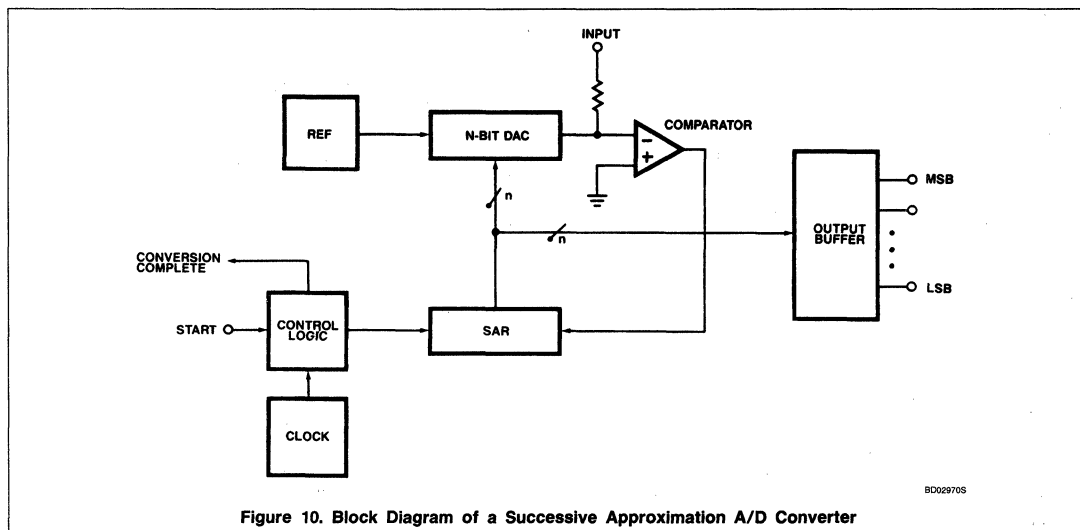 INPUT
REF
N-BIT DAC
COMPARATOR
−
+
n
n
MSB
OUTPUT
BUFFER
LSB
CONVERSION
COMPLETE
START
CONTROL
LOGIC
SAR
CLOCK
BD02970S
Figure 10. Block Diagram of a Successive Approximation A/D Converter